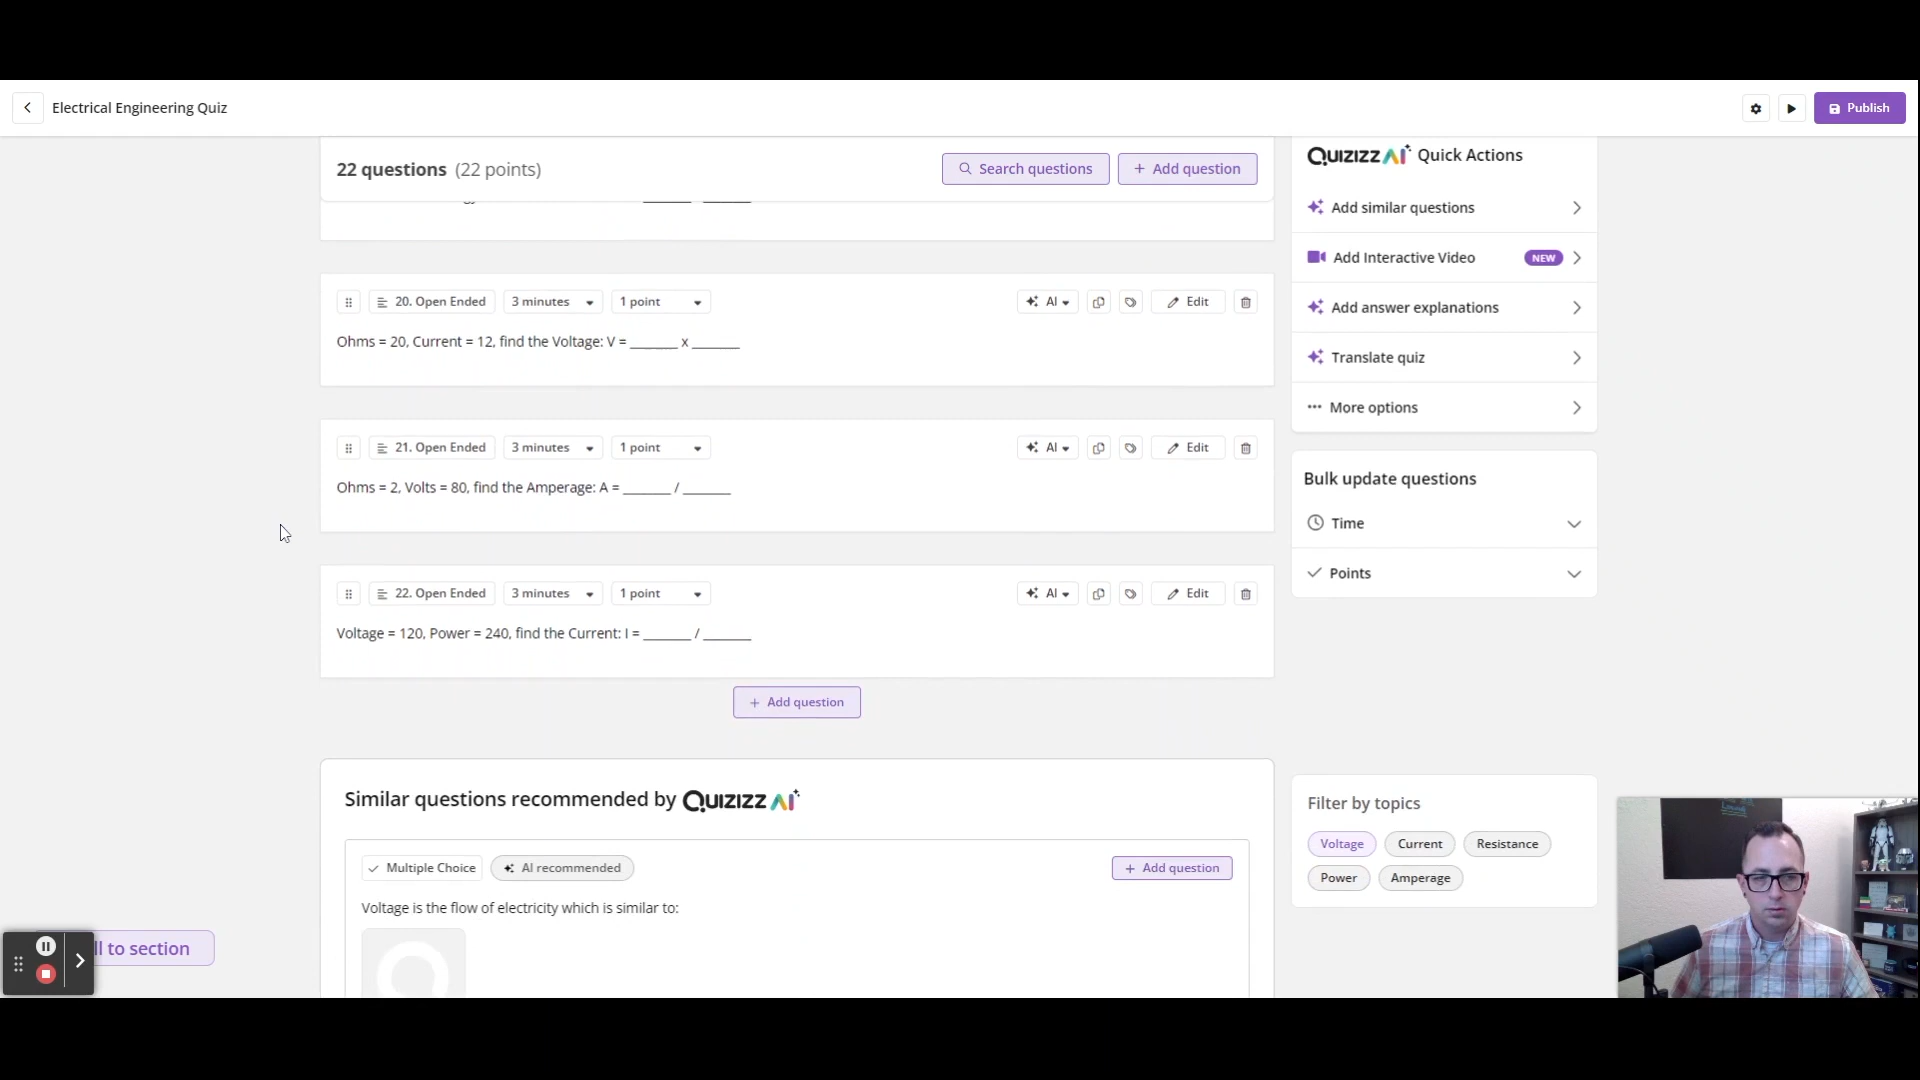 Electrical Engineering Quiz
Publish
22 questions (22 points)
Search questions
+ Add question
QUIZIZZ AI Quick Actions
Add similar questions
Add Interactive Video NEW
Add answer explanations
Translate quiz
More options
20. Open Ended 3 minutes 1 point AI Edit
Ohms = 20, Current = 12, find the Voltage: V = _______ x _______
21. Open Ended 3 minutes 1 point AI Edit
Ohms = 2, Volts = 80, find the Amperage: A = _______ / _______
22. Open Ended 3 minutes 1 point AI Edit
Voltage = 120, Power = 240, find the Current: I = _______ / _______
+ Add question
Bulk update questions
Time
Points
Similar questions recommended by QUIZIZZ AI
Multiple Choice AI recommended + Add question
Voltage is the flow of electricity which is similar to:
Filter by topics
Voltage Current Resistance
Power Amperage
ll to section